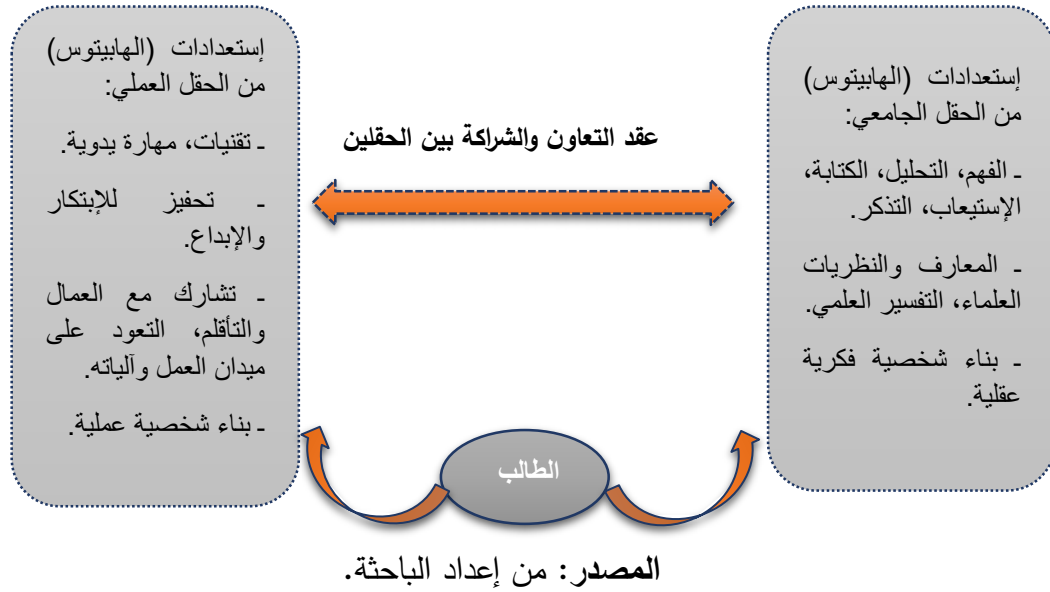 إستعدادات (الهابيتوس)
من الحقل الجامعي:
ـ الفهم، التحليل، الكتابة،
الإستيعاب، التذكر.
ـ المعارف والنظريات
العلماء، التفسير العلمي.
ـ بناء شخصية فكرية
عقلية.
عقد التعاون والشراكة بين الحقلين
إستعدادات (الهابيتوس)
من الحقل العملي:
ـ تقنيات، مهارة يدوية.
ـ تحفيز للإبتكار
والإبداع.
ـ تشارك مع العمال
والتأقلم، التعود على
ميدان العمل وآلياته.
ـ بناء شخصية عملية.
الطالب
المصدر: من إعداد الباحثة.